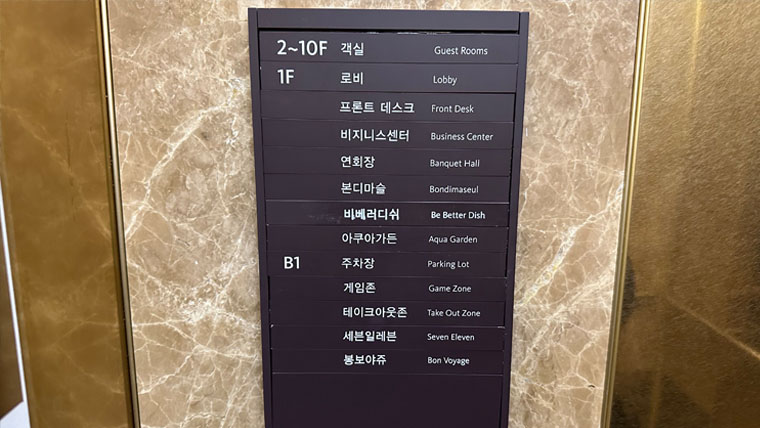 2~10F 객실 Guest Rooms
1F 로비 Lobby
프론트 데스크 Front Desk
비지니스센터 Business Center
연회장 Banquet Hall
본디마슬 Bondimaseul
비베러디쉬 Be Better Dish
아쿠아가든 Aqua Garden
B1 주차장 Parking Lot
게임존 Game Zone
테이크아웃존 Take Out Zone
세븐일레븐 Seven Eleven
봉보야쥬 Bon Voyage